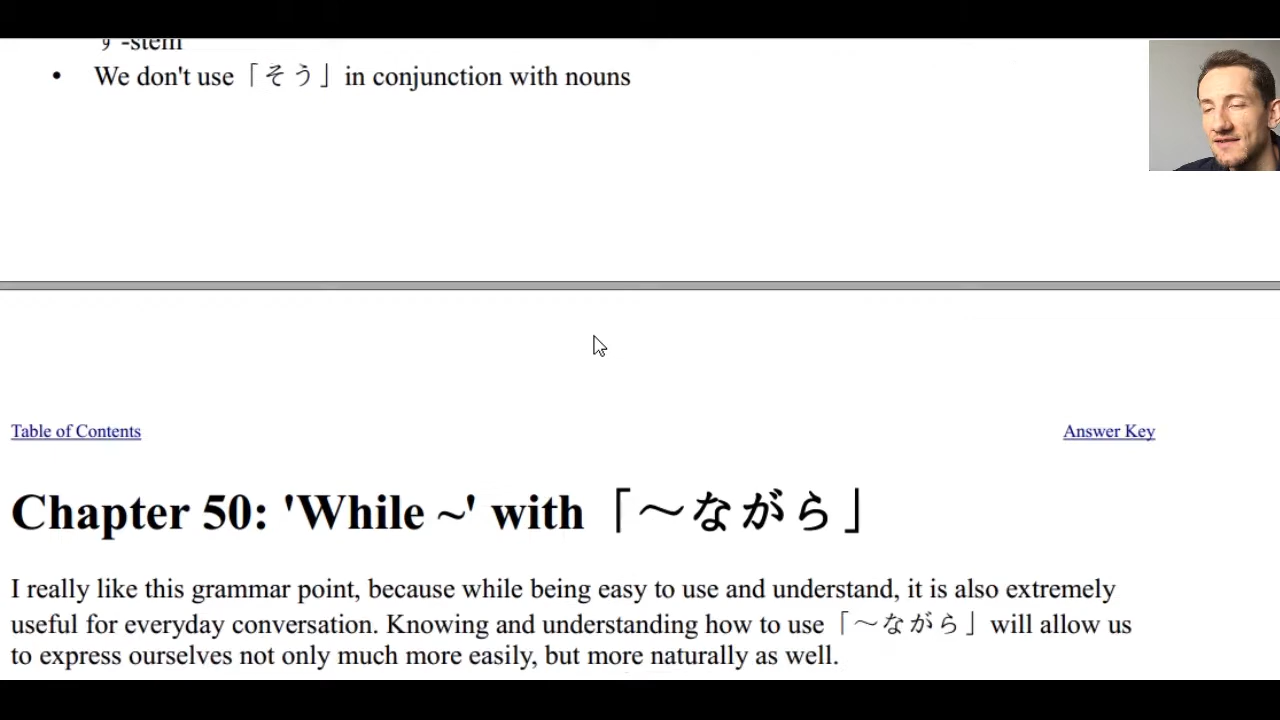 • We don't use「そう」in conjunction with nouns
Table of Contents
Answer Key
Chapter 50: 'While ~' with「～ながら」
I really like this grammar point, because while being easy to use and understand, it is also extremely
useful for everyday conversation. Knowing and understanding how to use「～ながら」will allow us
to express ourselves not only much more easily, but more naturally as well.